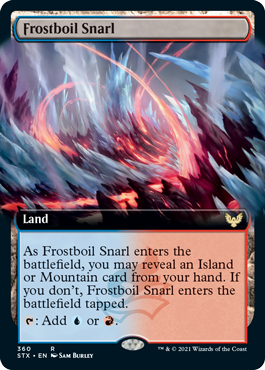 Frostboil Snarl
Land
As Frostboil Snarl enters the
battlefield, you may reveal an Island
or Mountain card from your hand. If
you don't, Frostboil Snarl enters the
battlefield tapped.
: Add or .
360 R
STX • EN SAM BURLEY
™ & © 2021 Wizards of the Coast